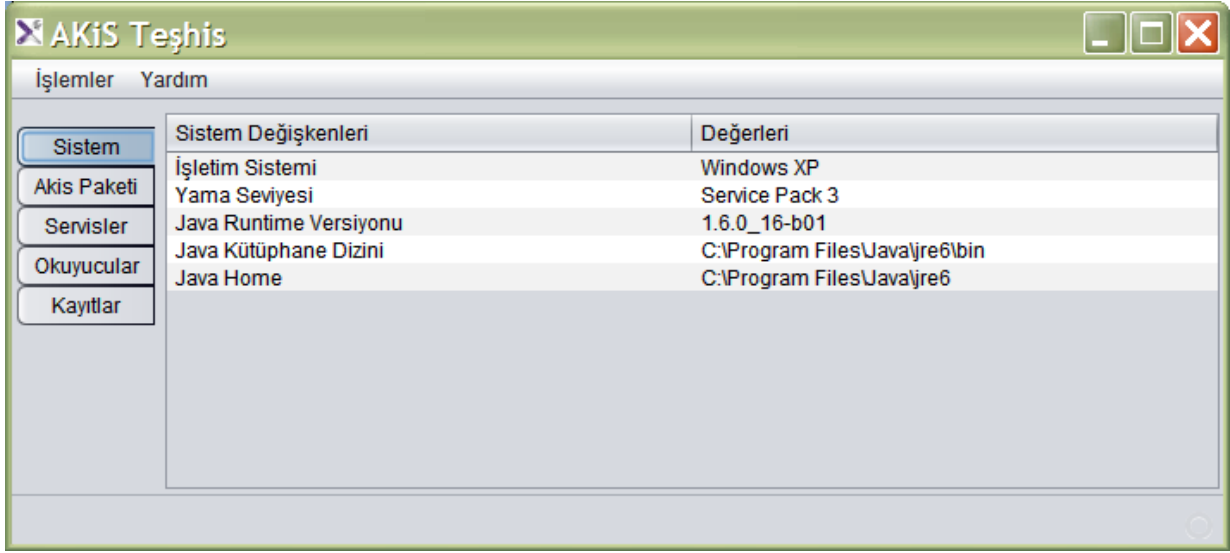 AKiS Teşhis
İşlemler Yardım
Sistem
Akis Paketi
Servisler
Okuyucular
Kayıtlar
Sistem Değişkenleri Değerleri
İşletim Sistemi Windows XP
Yama Seviyesi Service Pack 3
Java Runtime Versiyonu 1.6.0_16-b01
Java Kütüphane Dizini C:\Program Files\Java\jre6\bin
Java Home C:\Program Files\Java\jre6